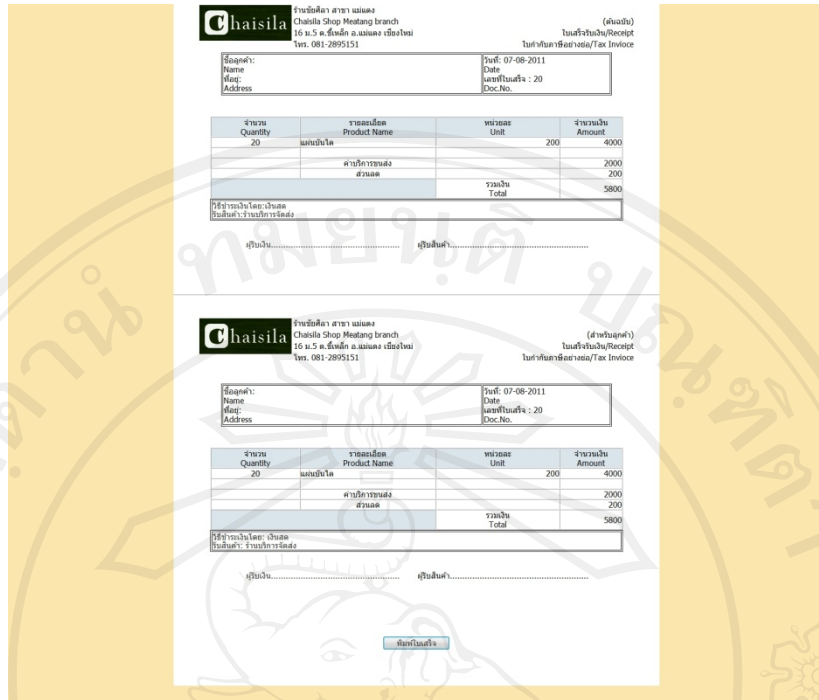 Chaisila
ร้านชัยศิลา สาขา แม่แตง
Chaisila Shop Meatang branch
16 ม.5 ต.ขี้เหล็ก อ.แม่แตง เชียงใหม่
โทร. 081-2895151
(ต้นฉบับ)
ใบเสร็จรับเงิน/Receipt
ใบกำกับภาษีอย่างย่อ/Tax Invioce
ชื่อลูกค้า:
Name
ที่อยู่:
Address
วันที่: 07-08-2011
Date
เลขที่ใบเสร็จ : 20
Doc.No.
จำนวน รายละเอียด หน่วยละ จำนวนเงิน
Quantity Product Name Unit Amount
20 แผ่นบันได 200 4000
ค่าบริการขนส่ง 2000
ส่วนลด 200
รวมเงิน
Total 5800
วิธีชำระเงินโดย:เงินสด
รับสินค้า:ร้านบริการจัดส่ง
ผู้รับเงิน.................................................... ผู้รับสินค้า........................................................
Chaisila
ร้านชัยศิลา สาขา แม่แตง
Chaisila Shop Meatang branch
16 ม.5 ต.ขี้เหล็ก อ.แม่แตง เชียงใหม่
โทร. 081-2895151
(สำหรับลูกค้า)
ใบเสร็จรับเงิน/Receipt
ใบกำกับภาษีอย่างย่อ/Tax Invioce
ชื่อลูกค้า:
Name
ที่อยู่:
Address
วันที่: 07-08-2011
Date
เลขที่ใบเสร็จ : 20
Doc.No.
จำนวน รายละเอียด หน่วยละ จำนวนเงิน
Quantity Product Name Unit Amount
20 แผ่นบันได 200 4000
ค่าบริการขนส่ง 2000
ส่วนลด 200
รวมเงิน
Total 5800
วิธีชำระเงินโดย: เงินสด
รับสินค้า: ร้านบริการจัดส่ง
ผู้รับเงิน.................................................... ผู้รับสินค้า........................................................
พิมพ์ใบเสร็จ